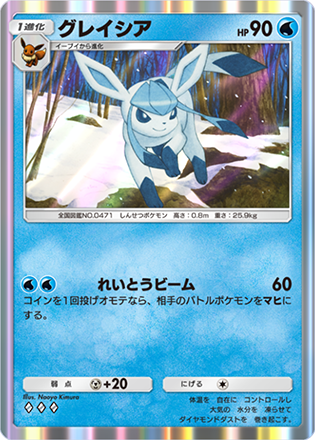 1進化
グレイシア
HP 90
イーブイから進化
全国図鑑NO.0471 しんせつポケモン 高さ：0.8m 重さ：25.9kg
れいとうビーム 60
コインを1回投げオモテなら、相手のバトルポケモンをマヒに
する。
弱点 +20 にげる
Illus. Naoyo Kimura
体温を 自在に コントロールし
大気の 水分を 凍らせて
ダイヤモンドダストを 巻き起こす。